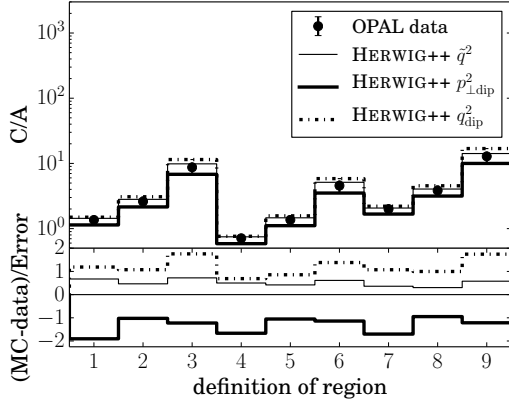 10³
10²
10¹
10⁰
C/A
OPAL data
HERWIG++ q̃²
HERWIG++ p²⊥dip
HERWIG++ q²dip
2
1
0
−1
−2
(MC-data)/Error
1 2 3 4 5 6 7 8 9
definition of region